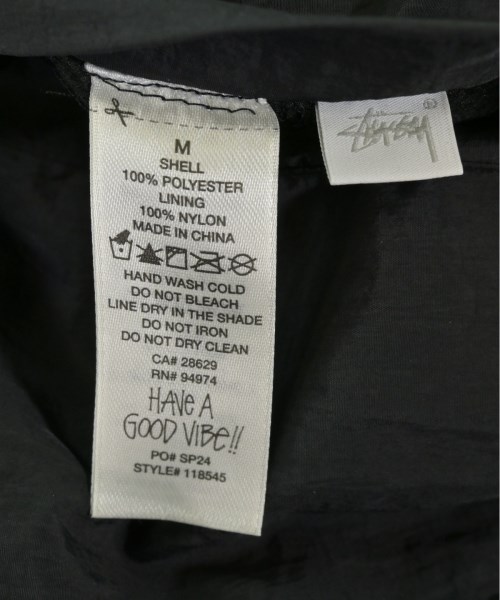 M
SHELL
100% POLYESTER
LINING
100% NYLON
MADE IN CHINA
HAND WASH COLD
DO NOT BLEACH
LINE DRY IN THE SHADE
DO NOT IRON
DO NOT DRY CLEAN
CA# 28629
RN# 94974
HAVE A
GOOD VIBE!!
PO# SP24
STYLE# 118545
Stüssy
®